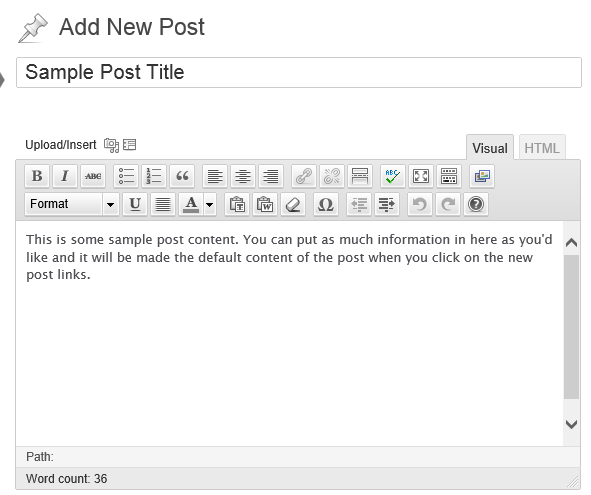 Add New Post
Sample Post Title
Upload/Insert
Visual HTML
B I ABC ABC
Format U A T W Ω ?
This is some sample post content. You can put as much information in here as you'd
like and it will be made the default content of the post when you click on the new
post links.
Path:
Word count: 36